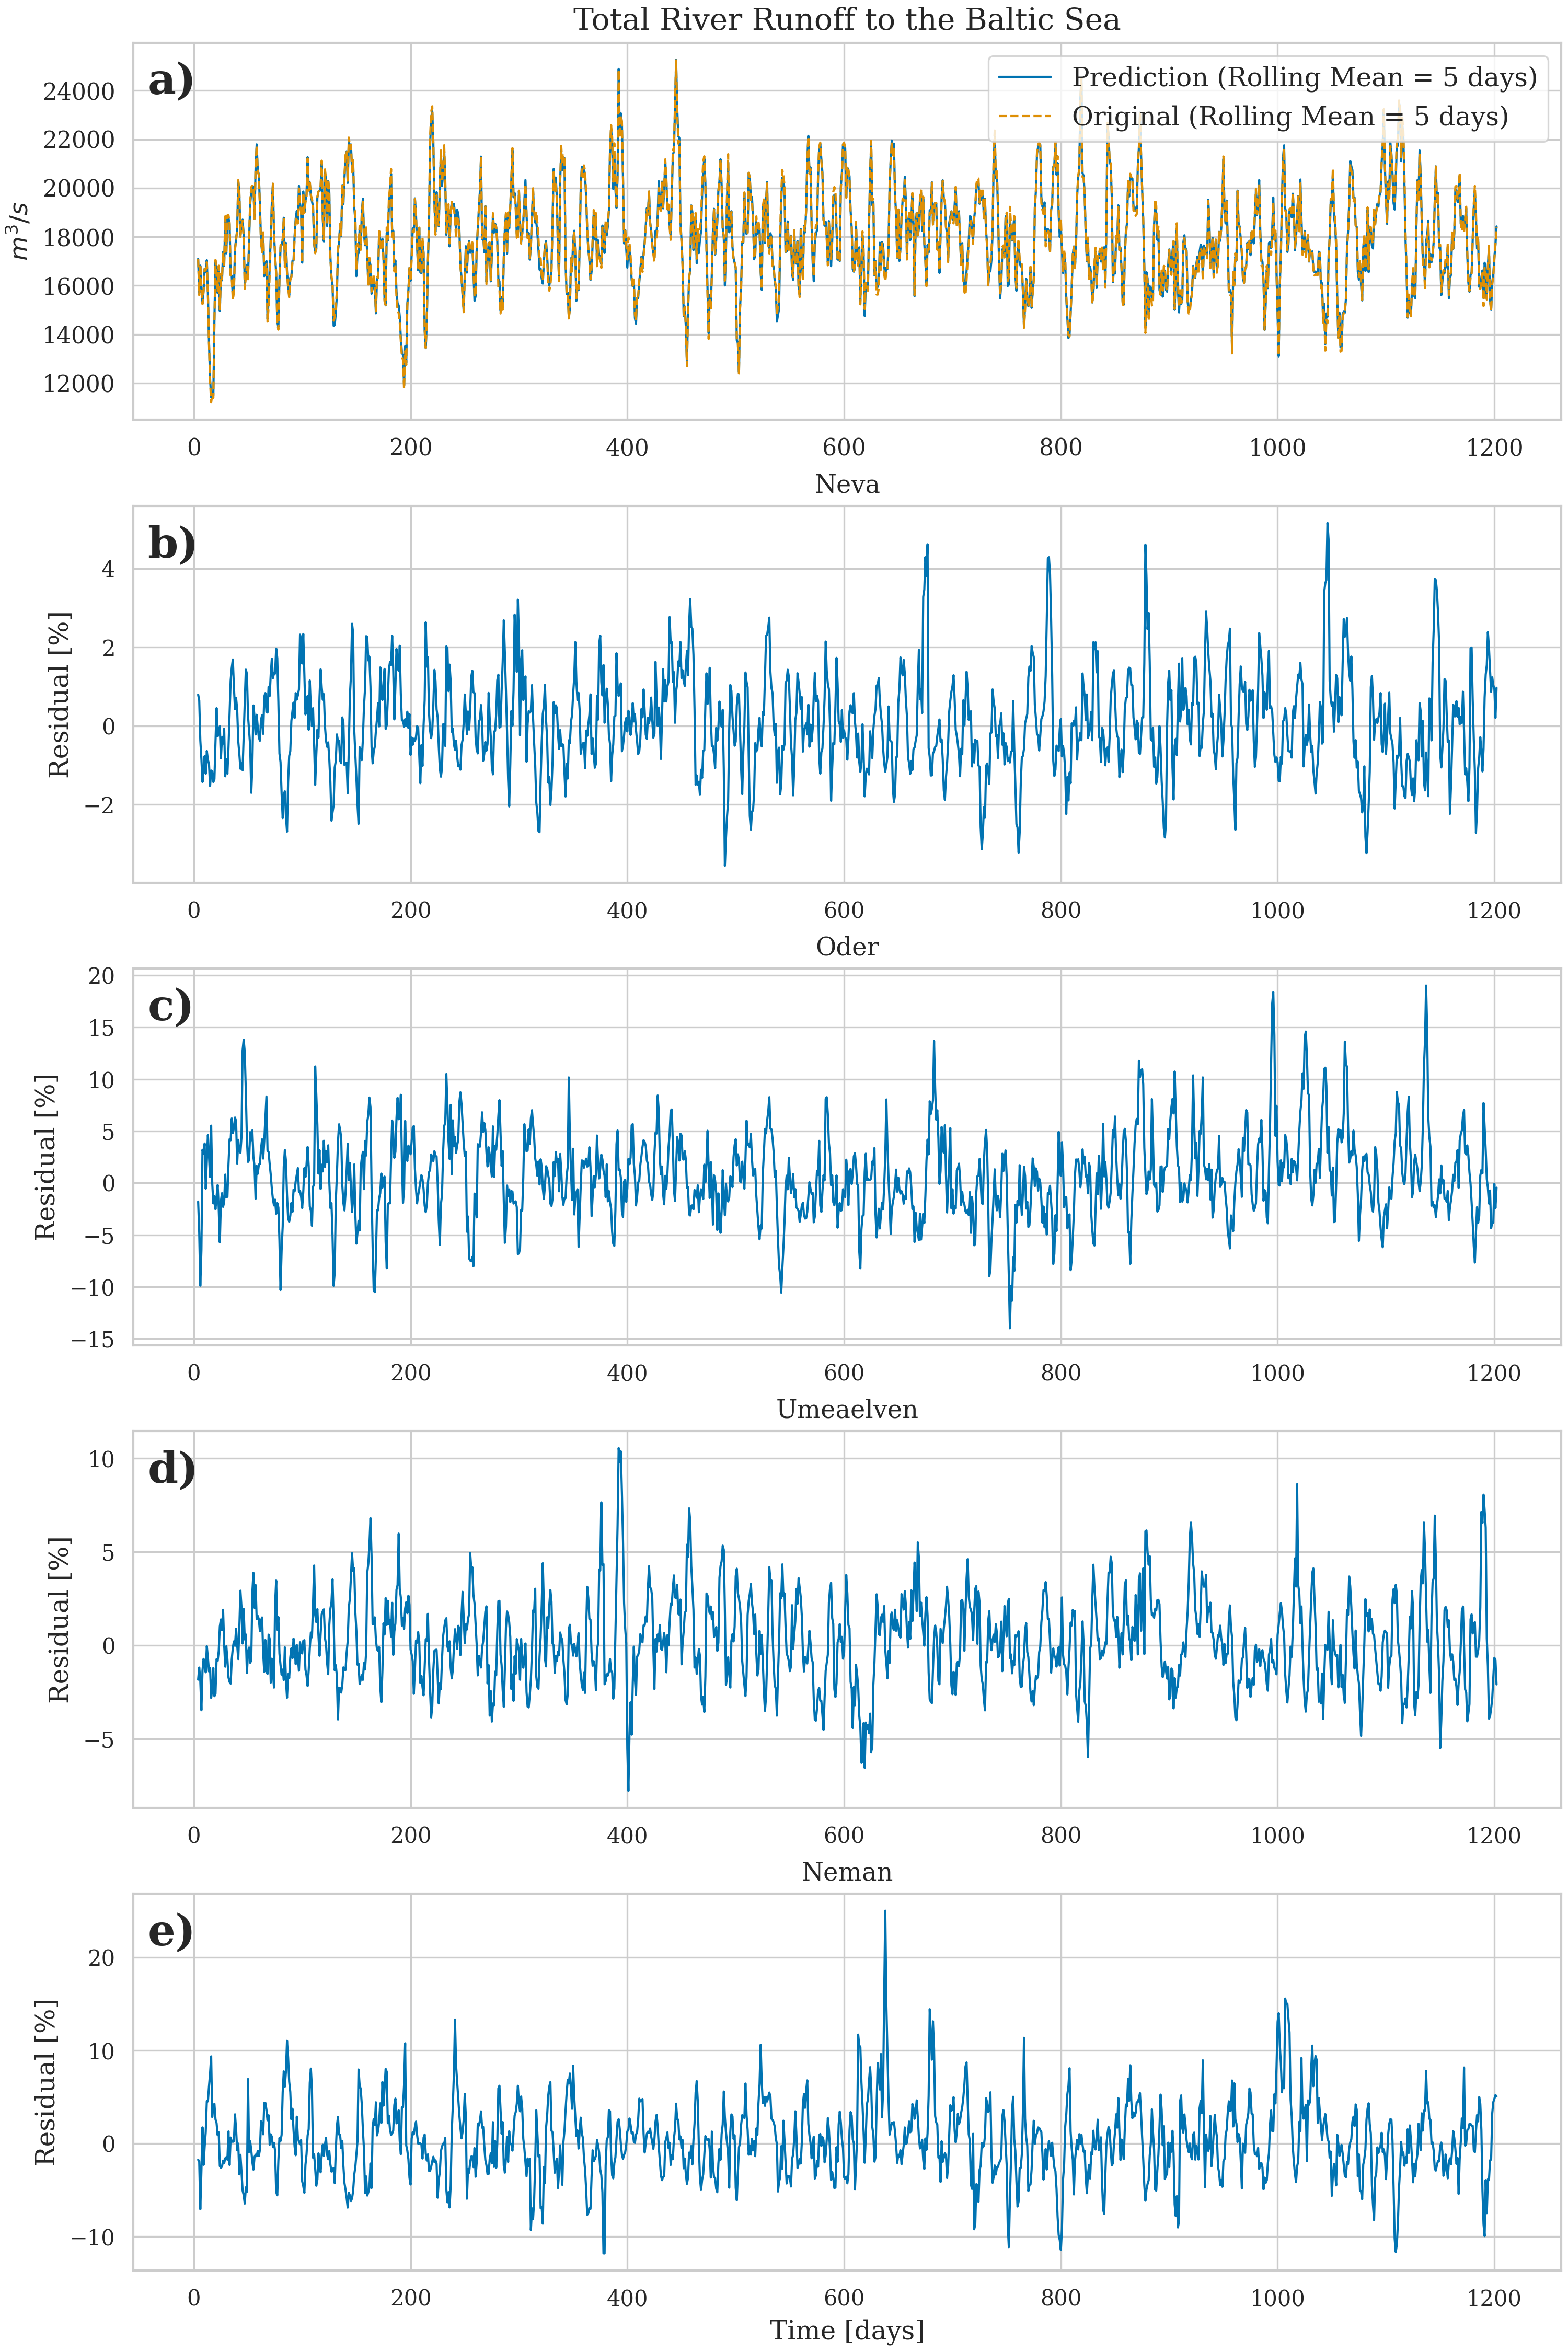 Total River Runoff to the Baltic Sea
a)
Prediction (Rolling Mean = 5 days)
Original (Rolling Mean = 5 days)
m³/s
24000
22000
20000
18000
16000
14000
12000
0 200 400 600 800 1000 1200
Neva
b)
Residual [%]
4
2
0
−2
0 200 400 600 800 1000 1200
Oder
c)
Residual [%]
20
15
10
5
0
−5
−10
−15
0 200 400 600 800 1000 1200
Umeaelven
d)
Residual [%]
10
5
0
−5
0 200 400 600 800 1000 1200
Neman
e)
Residual [%]
20
10
0
−10
0 200 400 600 800 1000 1200
Time [days]